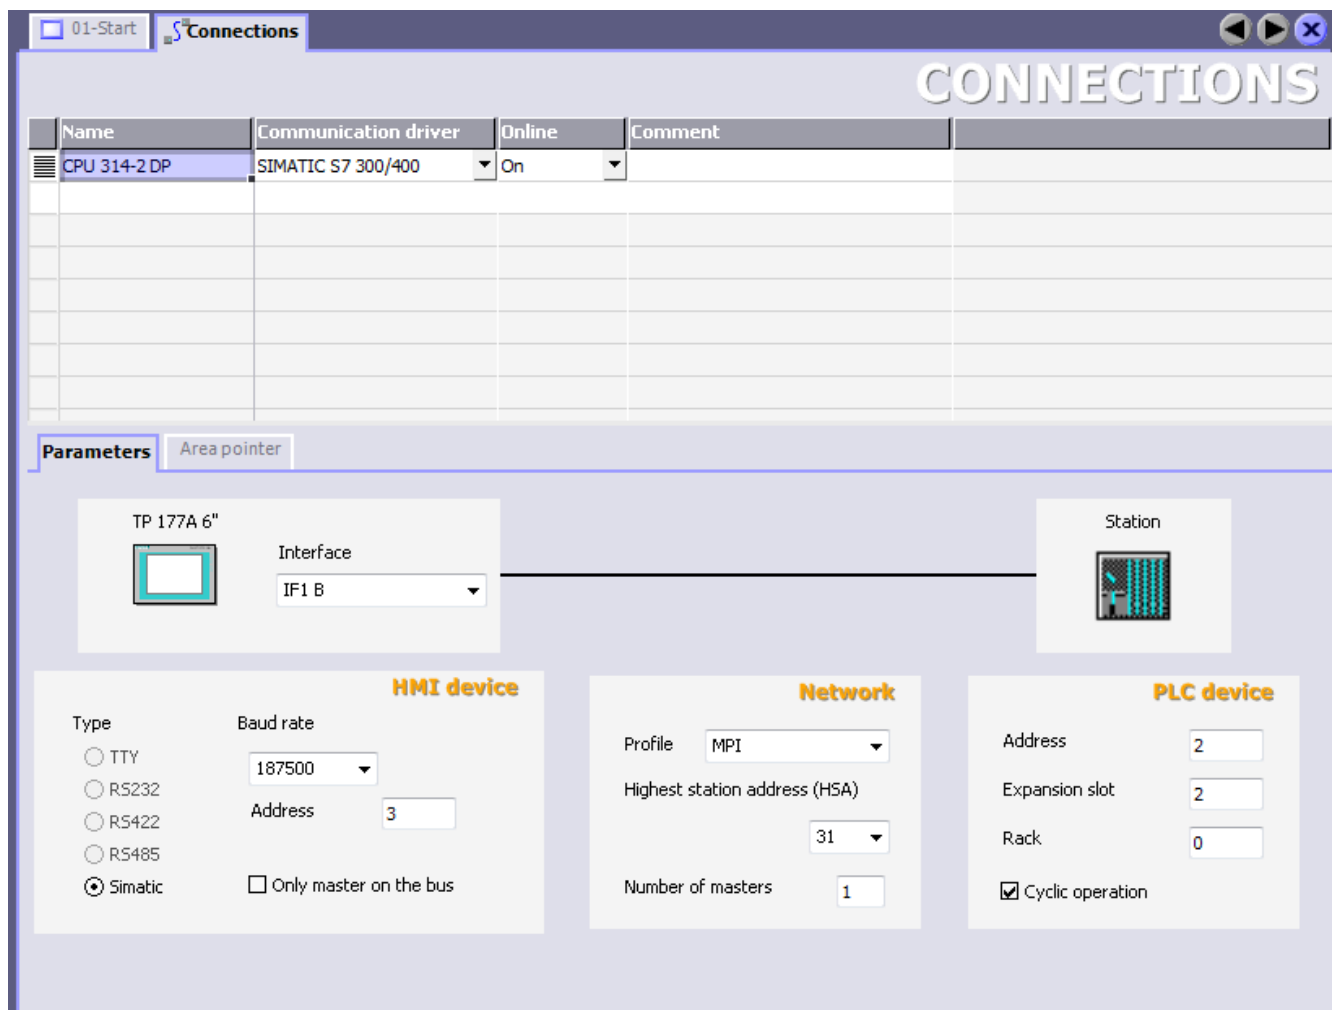 01-Start Connections
CONNECTIONS
Name Communication driver Online Comment
CPU 314-2 DP SIMATIC S7 300/400 On
Parameters Area pointer
TP 177A 6"
Interface
IF1 B
Station
HMI device
Type Baud rate
TTY
187500
RS232
Address 3
RS422
RS485
Simatic Only master on the bus
Network
Profile MPI
Highest station address (HSA)
31
Number of masters 1
PLC device
Address 2
Expansion slot 2
Rack 0
Cyclic operation